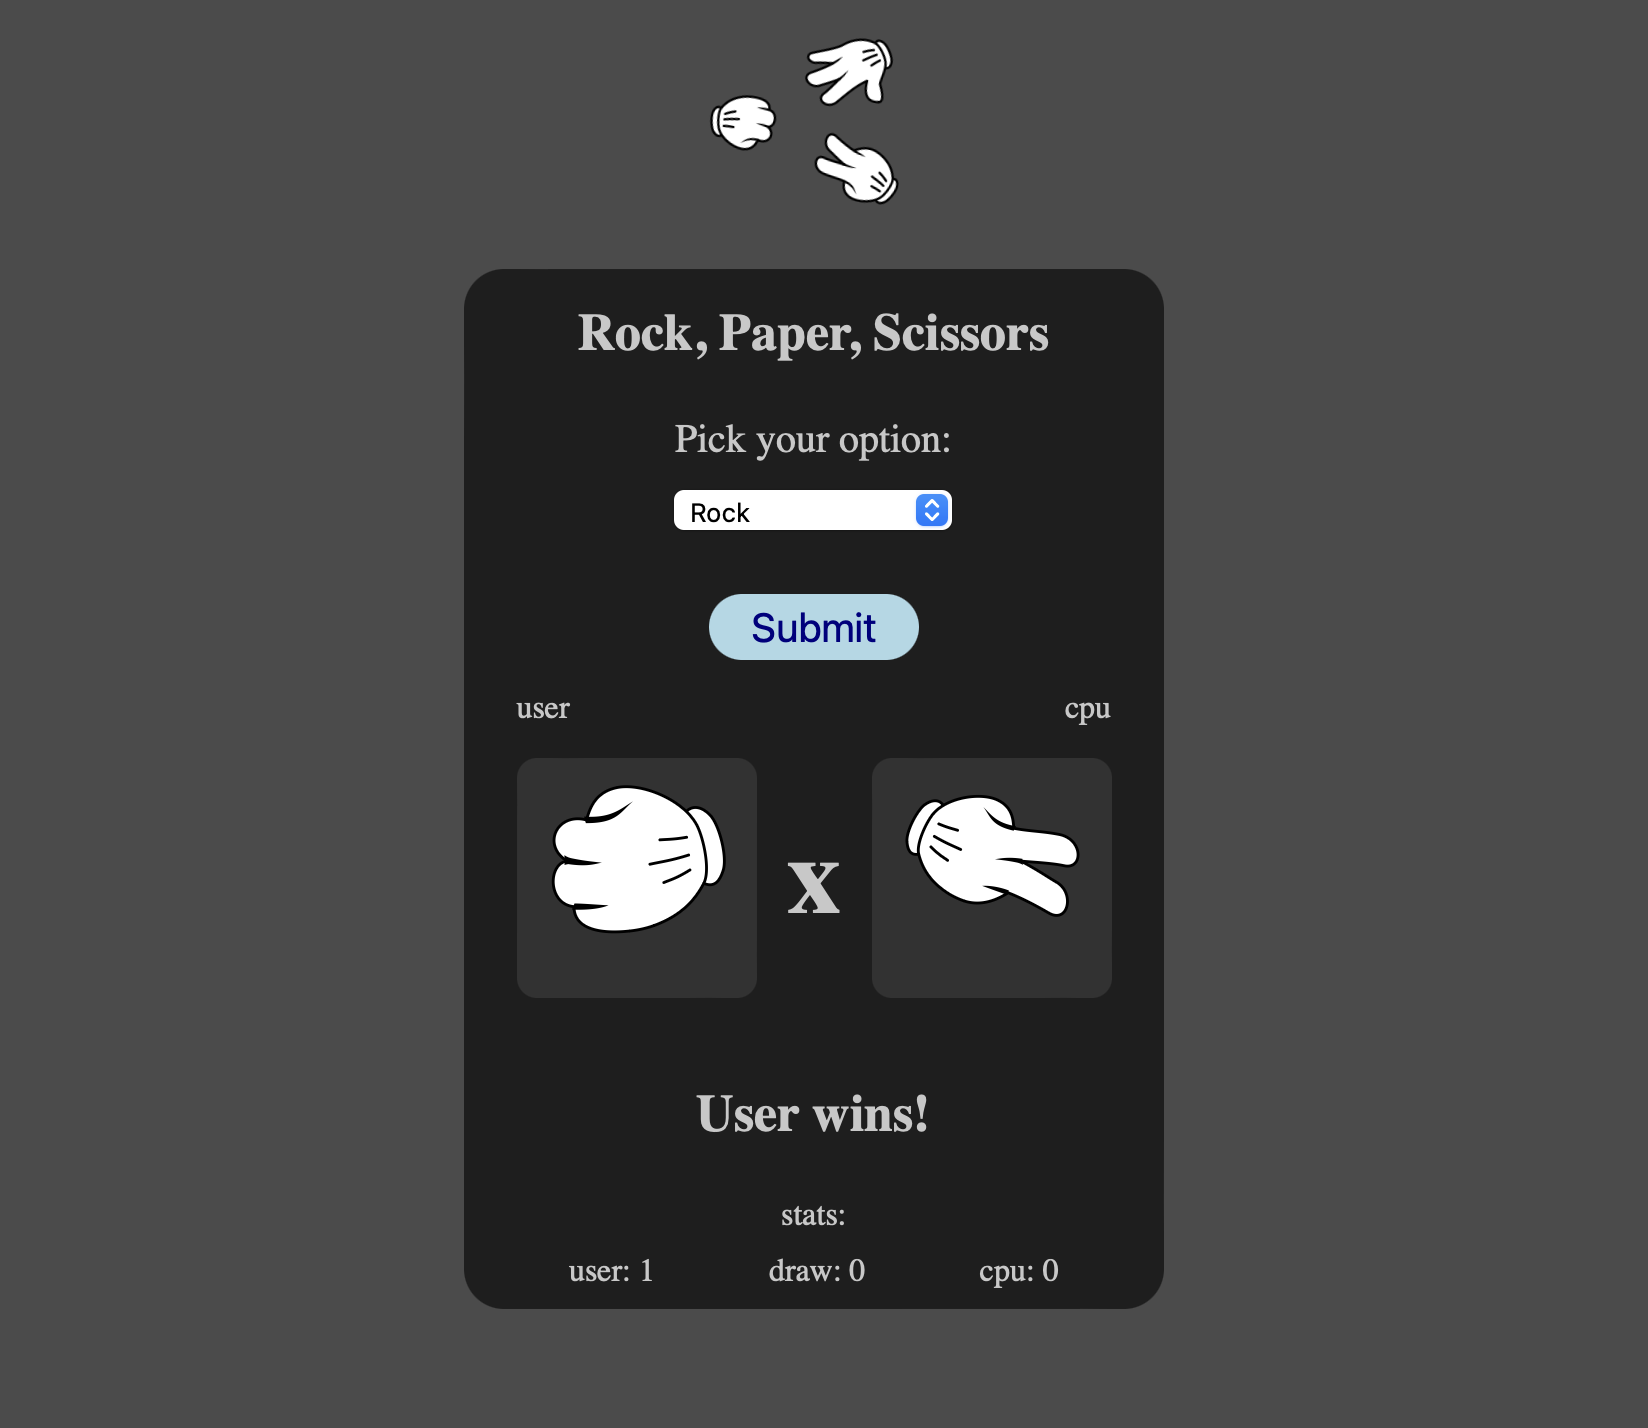 Rock, Paper, Scissors
Pick your option:
Rock
Submit
user
cpu
x
User wins!
stats:
user: 1
draw: 0
cpu: 0